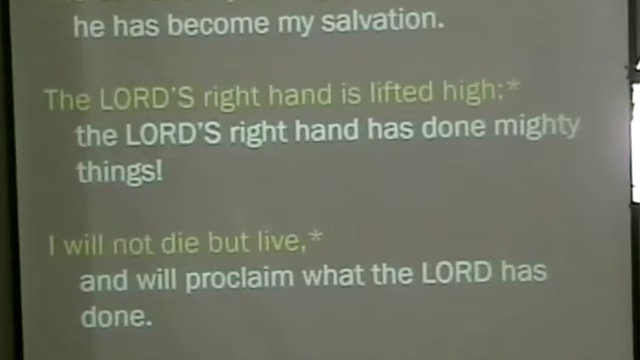 he has become my salvation.
The LORD'S right hand is lifted high;*
the LORD'S right hand has done mighty
things!
I will not die but live,*
and will proclaim what the LORD has
done.